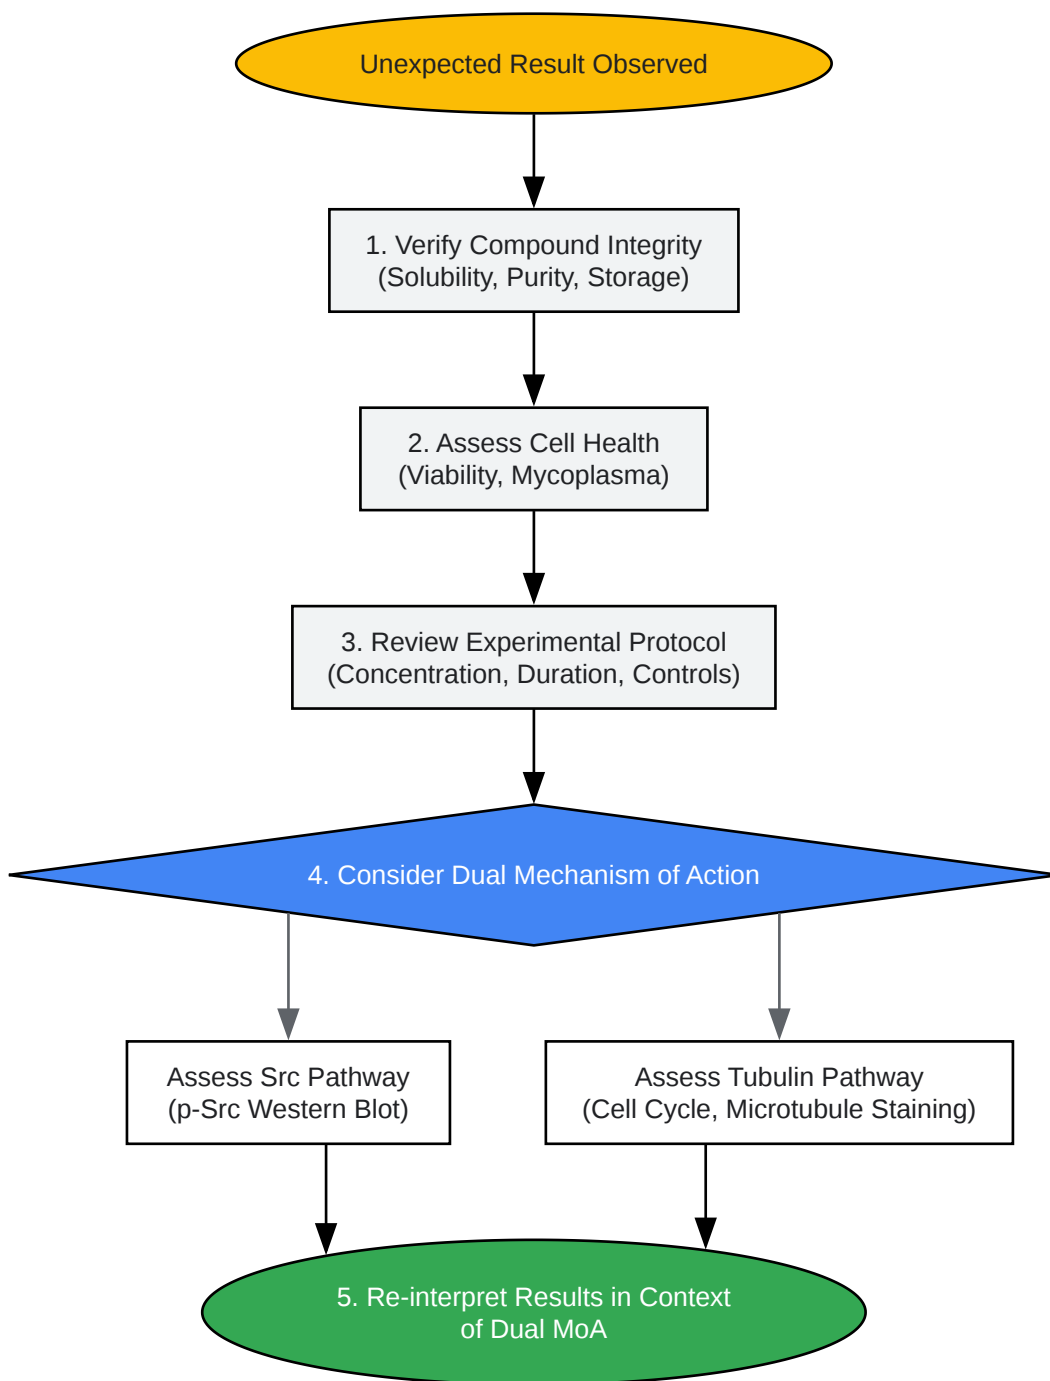 Unexpected Result Observed
1. Verify Compound Integrity
(Solubility, Purity, Storage)
2. Assess Cell Health
(Viability, Mycoplasma)
3. Review Experimental Protocol
(Concentration, Duration, Controls)
4. Consider Dual Mechanism of Action
Assess Src Pathway
(p-Src Western Blot)
Assess Tubulin Pathway
(Cell Cycle, Microtubule Staining)
5. Re-interpret Results in Context
of Dual MoA